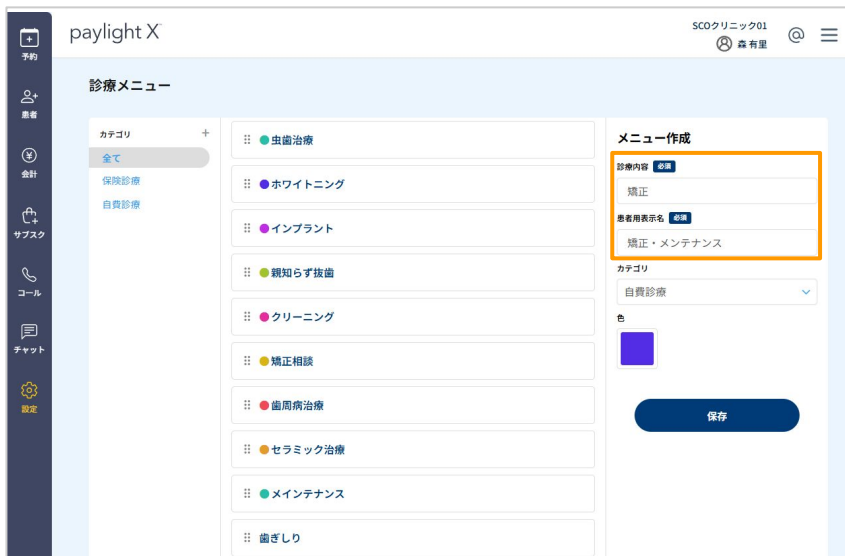 paylight X
SCOクリニック01
森 有里
予約
患者
会計
サブスク
コール
チャット
設定
診療メニュー
カテゴリ
全て
保険診療
自費診療
虫歯治療
ホワイトニング
インプラント
親知らず抜歯
クリーニング
矯正相談
歯周病治療
セラミック治療
メインテナンス
歯ぎしり
メニュー作成
診療内容 必須
矯正
患者用表示名 必須
矯正・メンテナンス
カテゴリ
自費診療
色
保存